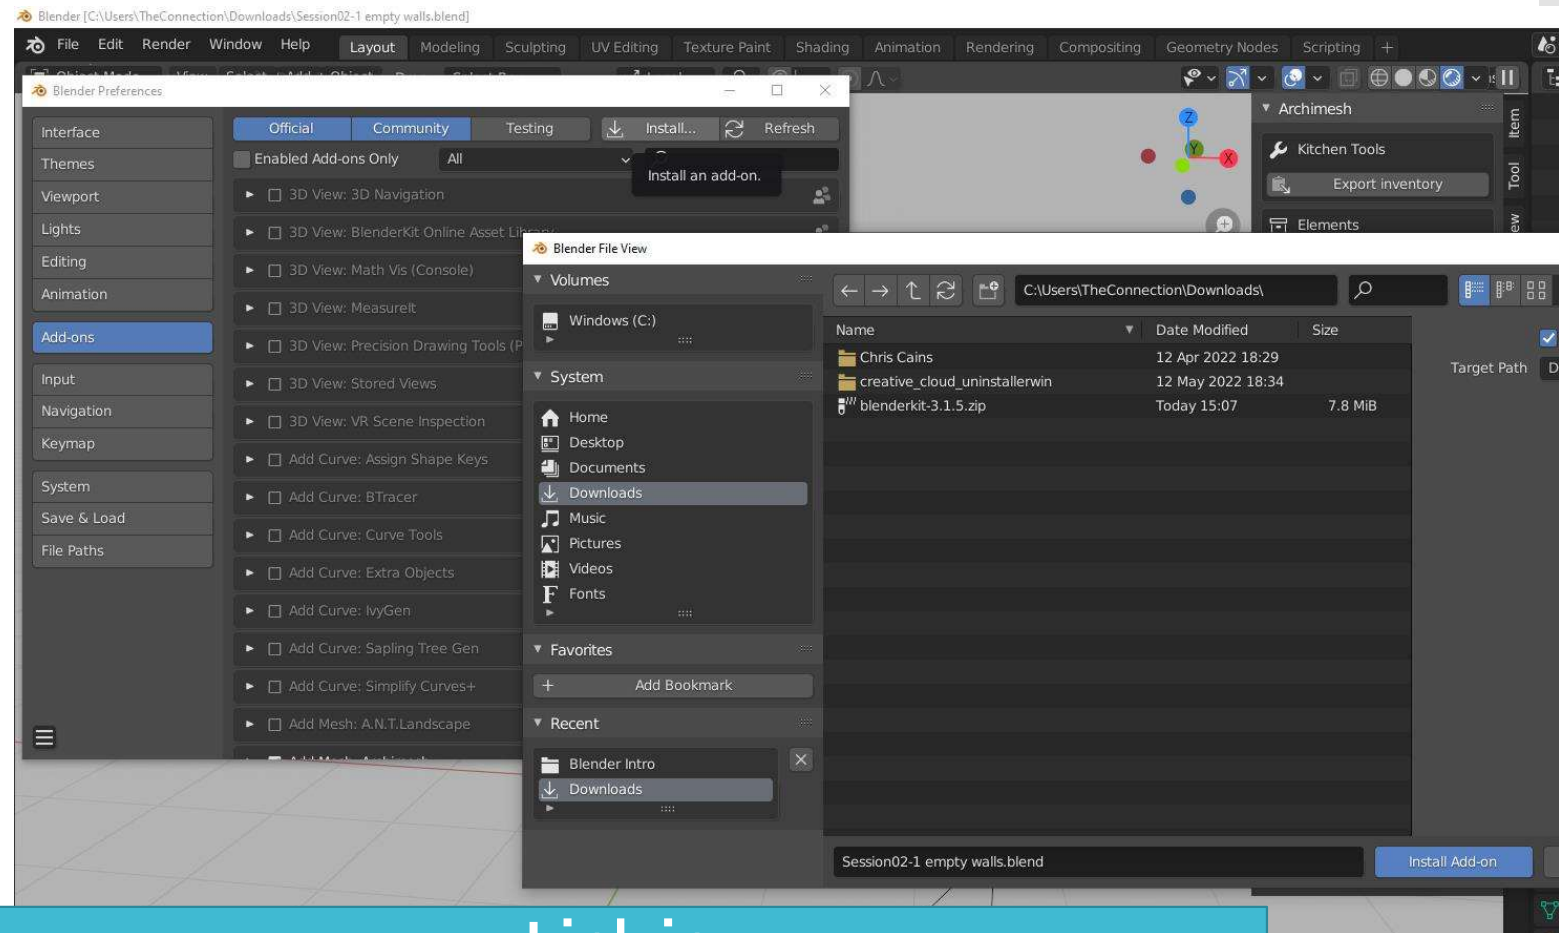 Blender [C:\Users\TheConnection\Downloads\Session02-1 empty walls.blend]
File Edit Render Window Help Layout Modeling Sculpting UV Editing Texture Paint Shading Animation Rendering Compositing Geometry Nodes Scripting +
Blender Preferences
Interface
Themes
Viewport
Lights
Editing
Animation
Add-ons
Input
Navigation
Keymap
System
Save & Load
File Paths
Official Community Testing Install... Refresh
Enabled Add-ons Only All
Install an add-on.
3D View: 3D Navigation
3D View: BlenderKit Online Asset Library
3D View: Math Vis (Console)
3D View: MeasureIt
3D View: Precision Drawing Tools (P
3D View: Stored Views
3D View: VR Scene Inspection
Add Curve: Assign Shape Keys
Add Curve: BTracer
Add Curve: Curve Tools
Add Curve: Extra Objects
Add Curve: IvyGen
Add Curve: Sapling Tree Gen
Add Curve: Simplify Curves+
Add Mesh: A.N.T.Landscape
Z
Y
X
Archimesh
Kitchen Tools
Export inventory
Elements
Item
Tool
Blender File View
Volumes
Windows (C:)
System
Home
Desktop
Documents
Downloads
Music
Pictures
Videos
Fonts
Favorites
+ Add Bookmark
Recent
Blender Intro
Downloads
C:\Users\TheConnection\Downloads\
Name Date Modified Size
Chris Cains 12 Apr 2022 18:29
creative_cloud_uninstallerwin 12 May 2022 18:34
blenderkit-3.1.5.zip Today 15:07 7.8 MiB
Target Path D
Session02-1 empty walls.blend
Install Add-on